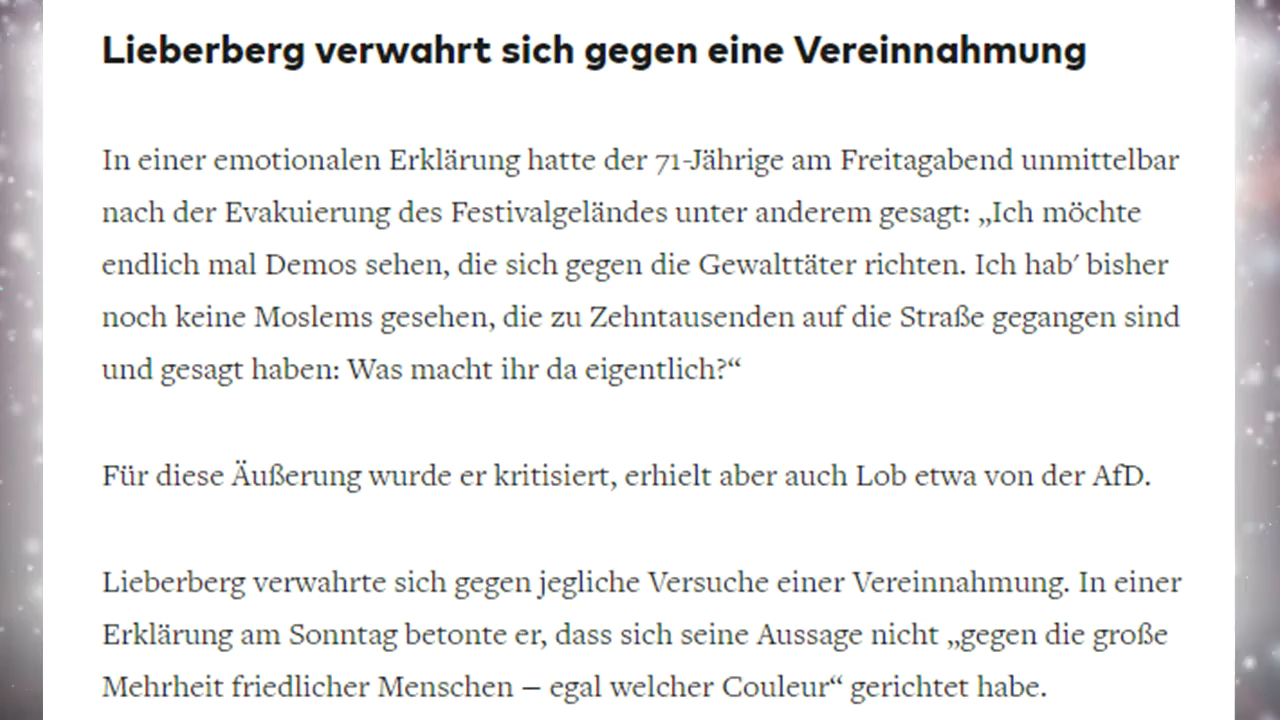 Lieberberg verwahrt sich gegen eine Vereinnahmung
In einer emotionalen Erklärung hatte der 71-Jährige am Freitagabend unmittelbar
nach der Evakuierung des Festivalgeländes unter anderem gesagt: „Ich möchte
endlich mal Demos sehen, die sich gegen die Gewalttäter richten. Ich hab′ bisher
noch keine Moslems gesehen, die zu Zehntausenden auf die Straße gegangen sind
und gesagt haben: Was macht ihr da eigentlich?“
Für diese Äußerung wurde er kritisiert, erhielt aber auch Lob etwa von der AfD.
Lieberberg verwahrte sich gegen jegliche Versuche einer Vereinnahmung. In einer
Erklärung am Sonntag betonte er, dass sich seine Aussage nicht „gegen die große
Mehrheit friedlicher Menschen – egal welcher Couleur“ gerichtet habe.